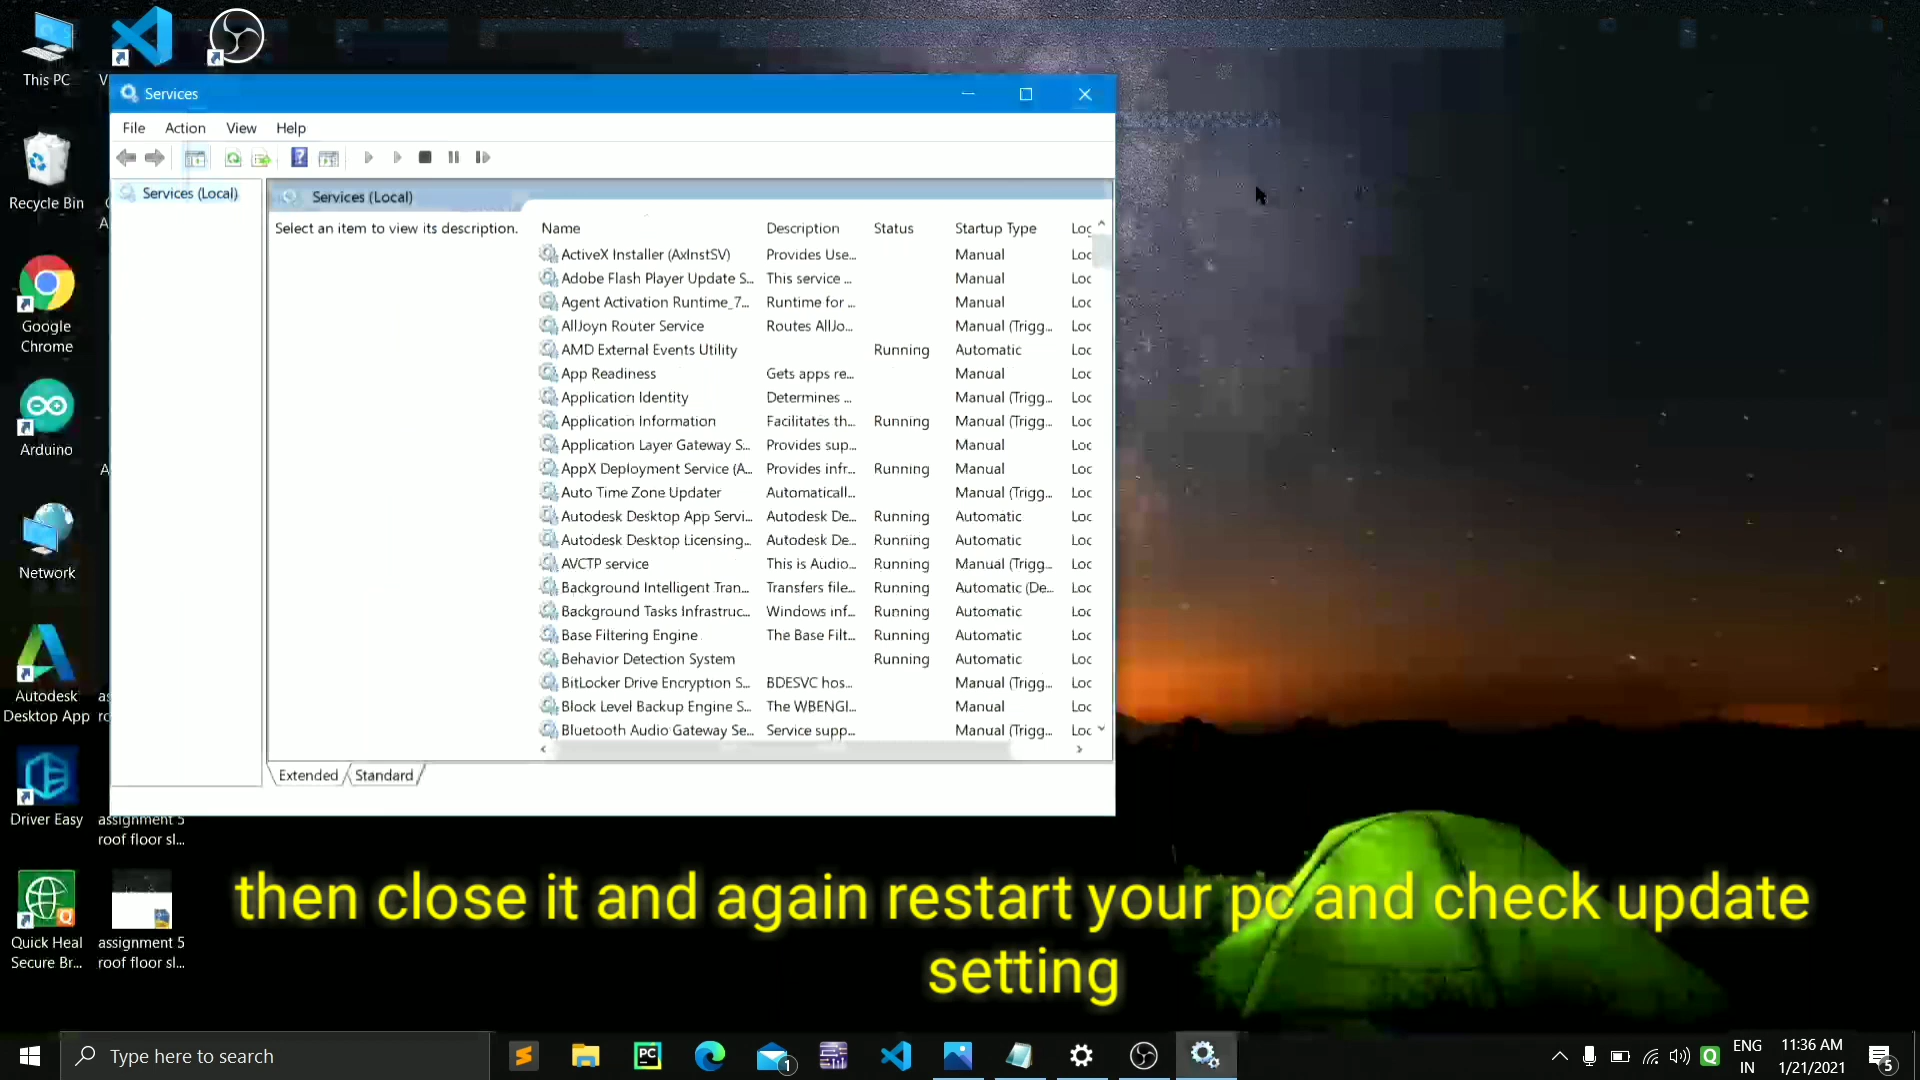 This PC
V
Services
File Action View Help
Services (Local)
Services (Local)
Select an item to view its description.
Name Description Status Startup Type Log
ActiveX Installer (AxInstSV) Provides Use... Manual Loc
Adobe Flash Player Update S... This service ... Manual Loc
Agent Activation Runtime_7... Runtime for ... Manual Loc
AllJoyn Router Service Routes AllJo... Manual (Trigg... Loc
AMD External Events Utility Running Automatic Loc
App Readiness Gets apps re... Manual Loc
Application Identity Determines ... Manual (Trigg... Loc
Application Information Facilitates th... Running Manual (Trigg... Loc
Application Layer Gateway S... Provides sup... Manual Loc
AppX Deployment Service (A... Provides infr... Running Manual Loc
Auto Time Zone Updater Automaticall... Manual (Trigg... Loc
Autodesk Desktop App Servi... Autodesk De... Running Automatic Loc
Autodesk Desktop Licensing... Autodesk De... Running Automatic Loc
AVCTP service This is Audio... Running Manual (Trigg... Loc
Background Intelligent Tran... Transfers file... Running Automatic (De... Loc
Background Tasks Infrastruc... Windows inf... Running Automatic Loc
Base Filtering Engine The Base Filt... Running Automatic Loc
Behavior Detection System Running Automatic Loc
BitLocker Drive Encryption S... BDESVC hos... Manual (Trigg... Loc
Block Level Backup Engine S... The WBENGI... Manual Loc
Bluetooth Audio Gateway Se... Service supp... Manual (Trigg... Loc
Extended Standard
Recycle Bin
Google
Chrome
Arduino
Network
Autodesk
Desktop App
Driver Easy
assignment 5
roof floor sl...
Quick Heal
Secure Br...
assignment 5
roof floor sl...
then close it and again restart your pc and check update
setting
Type here to search
PC
1
Q
ENG
IN
11:36 AM
1/21/2021
5